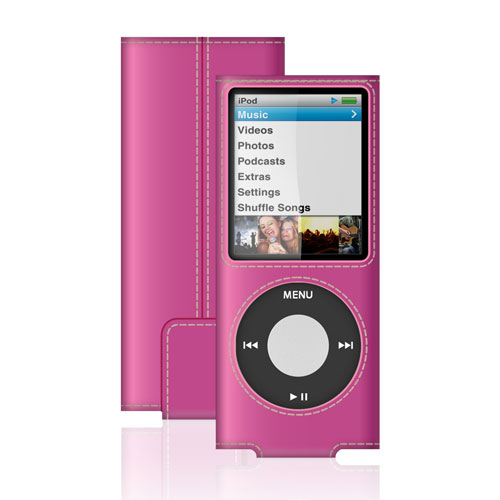 iPod
Music
Videos
Photos
Podcasts
Extras
Settings
Shuffle Songs
MENU